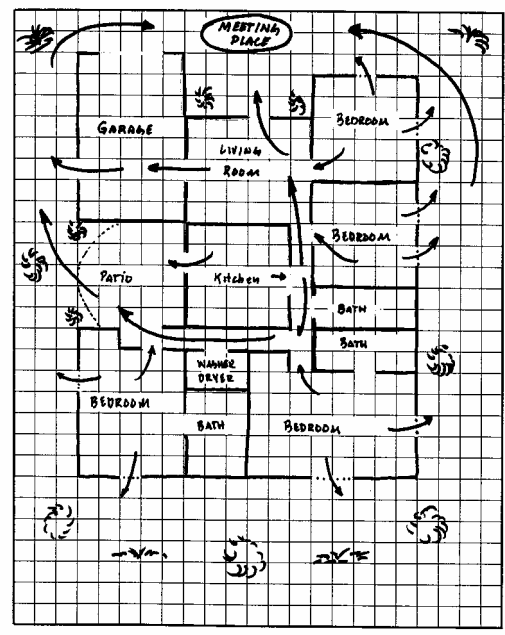 MEETING
PLACE
GARAGE
BEDROOM
LIVING
ROOM
BEDROOM
PATIO
Kitchen
BATH
BATH
WASHER
DRYER
BEDROOM
BATH
BEDROOM